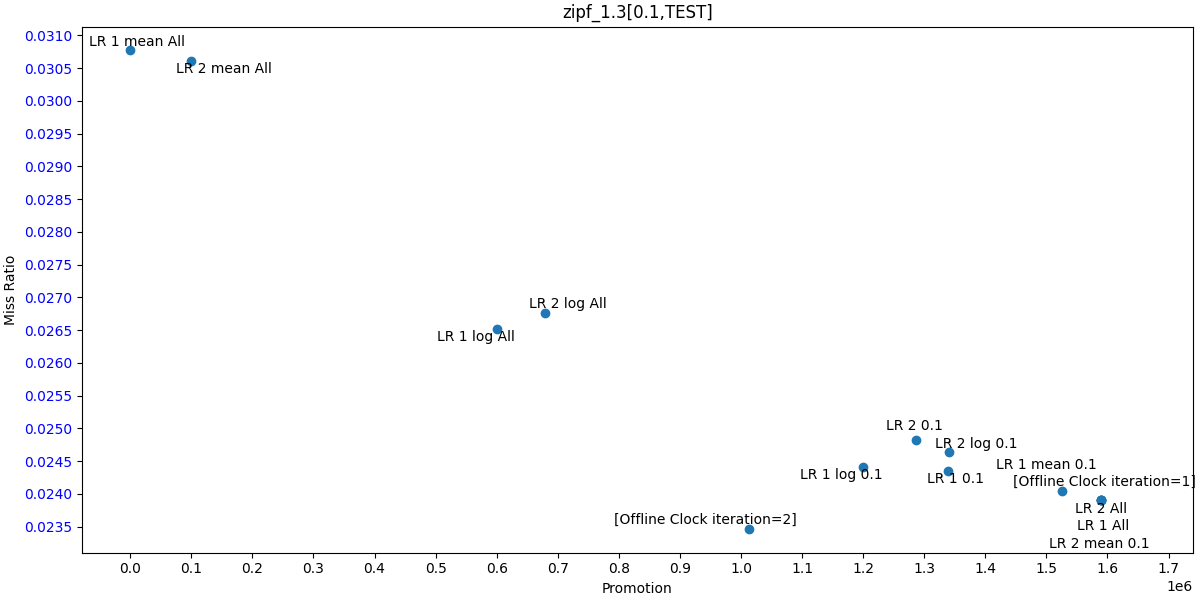 zipf_1.3[0.1,TEST]
0.0310
0.0305
0.0300
0.0295
0.0290
0.0285
0.0280
0.0275
0.0270
0.0265
0.0260
0.0255
0.0250
0.0245
0.0240
0.0235
Miss Ratio
LR 1 mean All
LR 2 mean All
LR 2 log All
LR 1 log All
LR 2 0.1
LR 2 log 0.1
LR 1 mean 0.1
LR 1 log 0.1
LR 1 0.1
[Offline Clock iteration=1]
LR 2 All
[Offline Clock iteration=2]
LR 1 All
LR 2 mean 0.1
0.0 0.1 0.2 0.3 0.4 0.5 0.6 0.7 0.8 0.9 1.0 1.1 1.2 1.3 1.4 1.5 1.6 1.7
1e6
Promotion